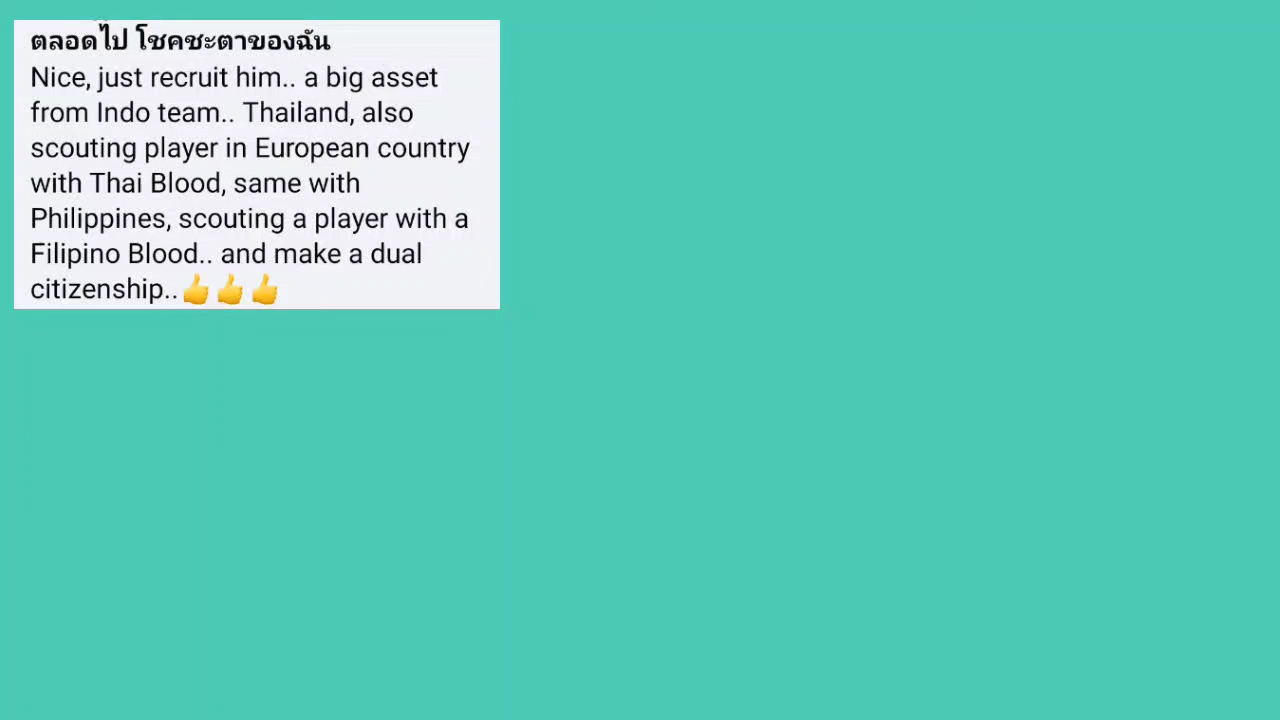 ตลอดไป โชคชะตาของฉัน
Nice, just recruit him.. a big asset
from Indo team.. Thailand, also
scouting player in European country
with Thai Blood, same with
Philippines, scouting a player with a
Filipino Blood.. and make a dual
citizenship..👍👍👍